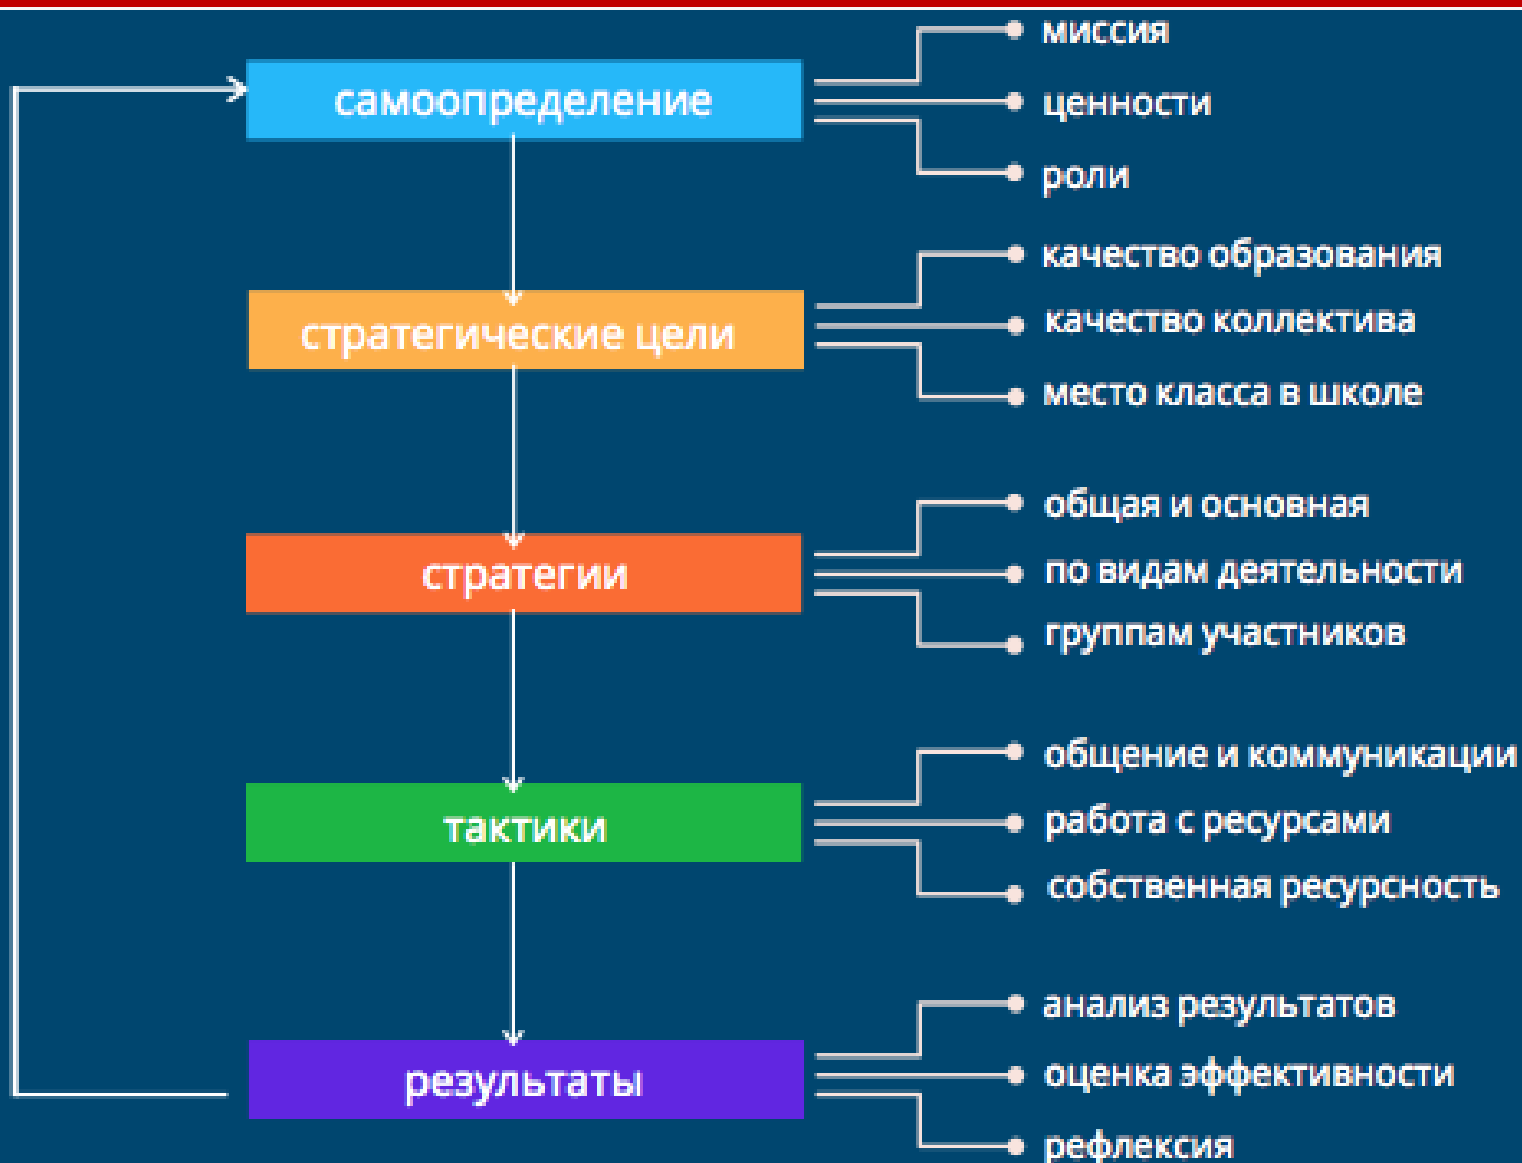 самоопределение
миссия
ценности
роли
стратегические цели
качество образования
качество коллектива
место класса в школе
стратегии
общая и основная
по видам деятельности
группам участников
тактики
общение и коммуникации
работа с ресурсами
собственная ресурсность
результаты
анализ результатов
оценка эффективности
рефлексия